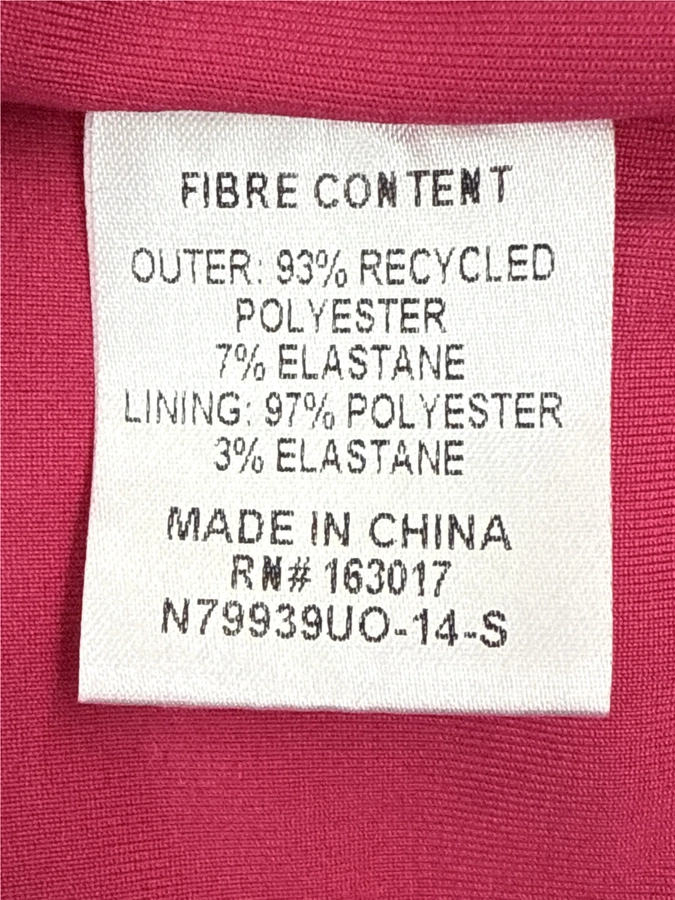 FIBRE CONTENT
OUTER: 93% RECYCLED
POLYESTER
7% ELASTANE
LINING: 97% POLYESTER
3% ELASTANE
MADE IN CHINA
RN# 163017
N79939UO-14-S